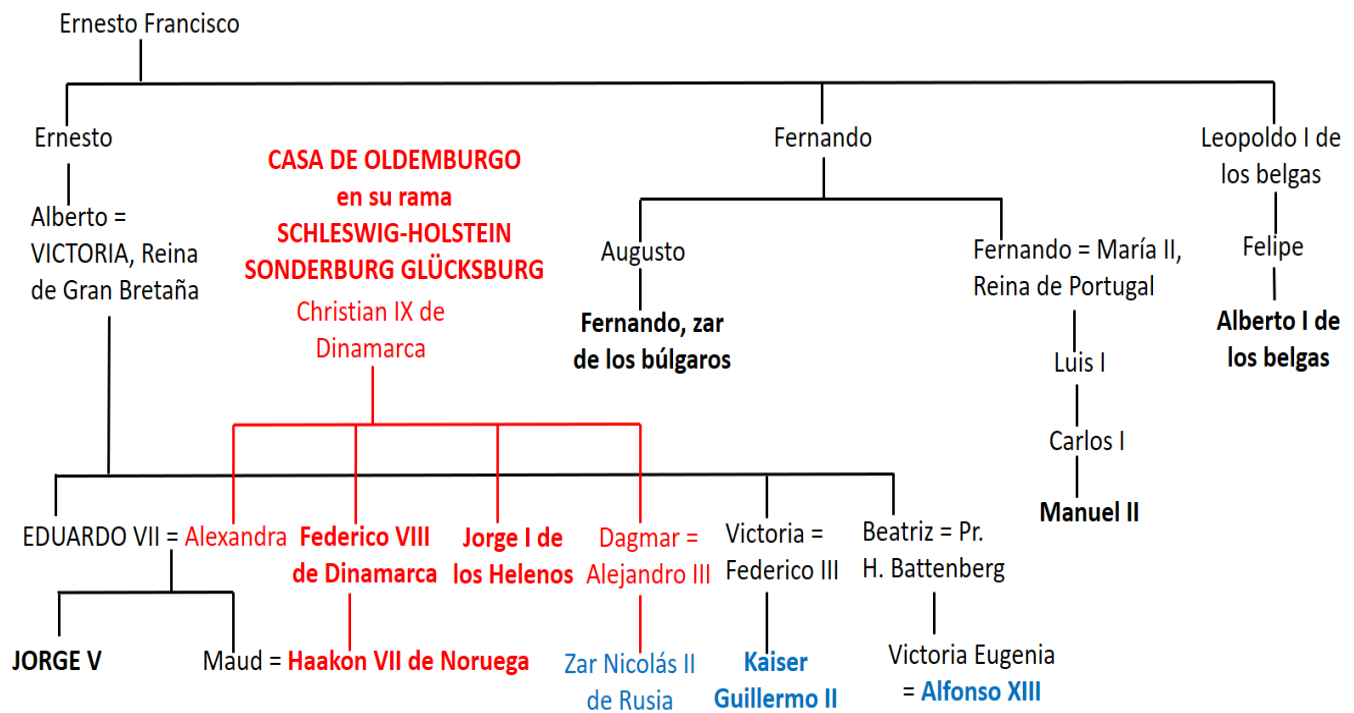 Ernesto Francisco
Ernesto
Fernando
Leopoldo I de
los belgas
CASA DE OLDEMBURGO
en su rama
SCHLESWIG-HOLSTEIN
SONDERBURG GLÜCKSBURG
Christian IX de
Dinamarca
Alberto =
VICTORIA, Reina
de Gran Bretaña
Augusto
Fernando = María II,
Reina de Portugal
Felipe
Fernando, zar
de los búlgaros
Alberto I de
los belgas
Luis I
Carlos I
Manuel II
EDUARDO VII = Alexandra
Federico VIII
de Dinamarca
Jorge I de
los Helenos
Dagmar =
Alejandro III
Victoria =
Federico III
Beatriz = Pr.
H. Battenberg
JORGE V
Maud = Haakon VII de Noruega
Zar Nicolás II
de Rusia
Kaiser
Guillermo II
Victoria Eugenia
= Alfonso XIII